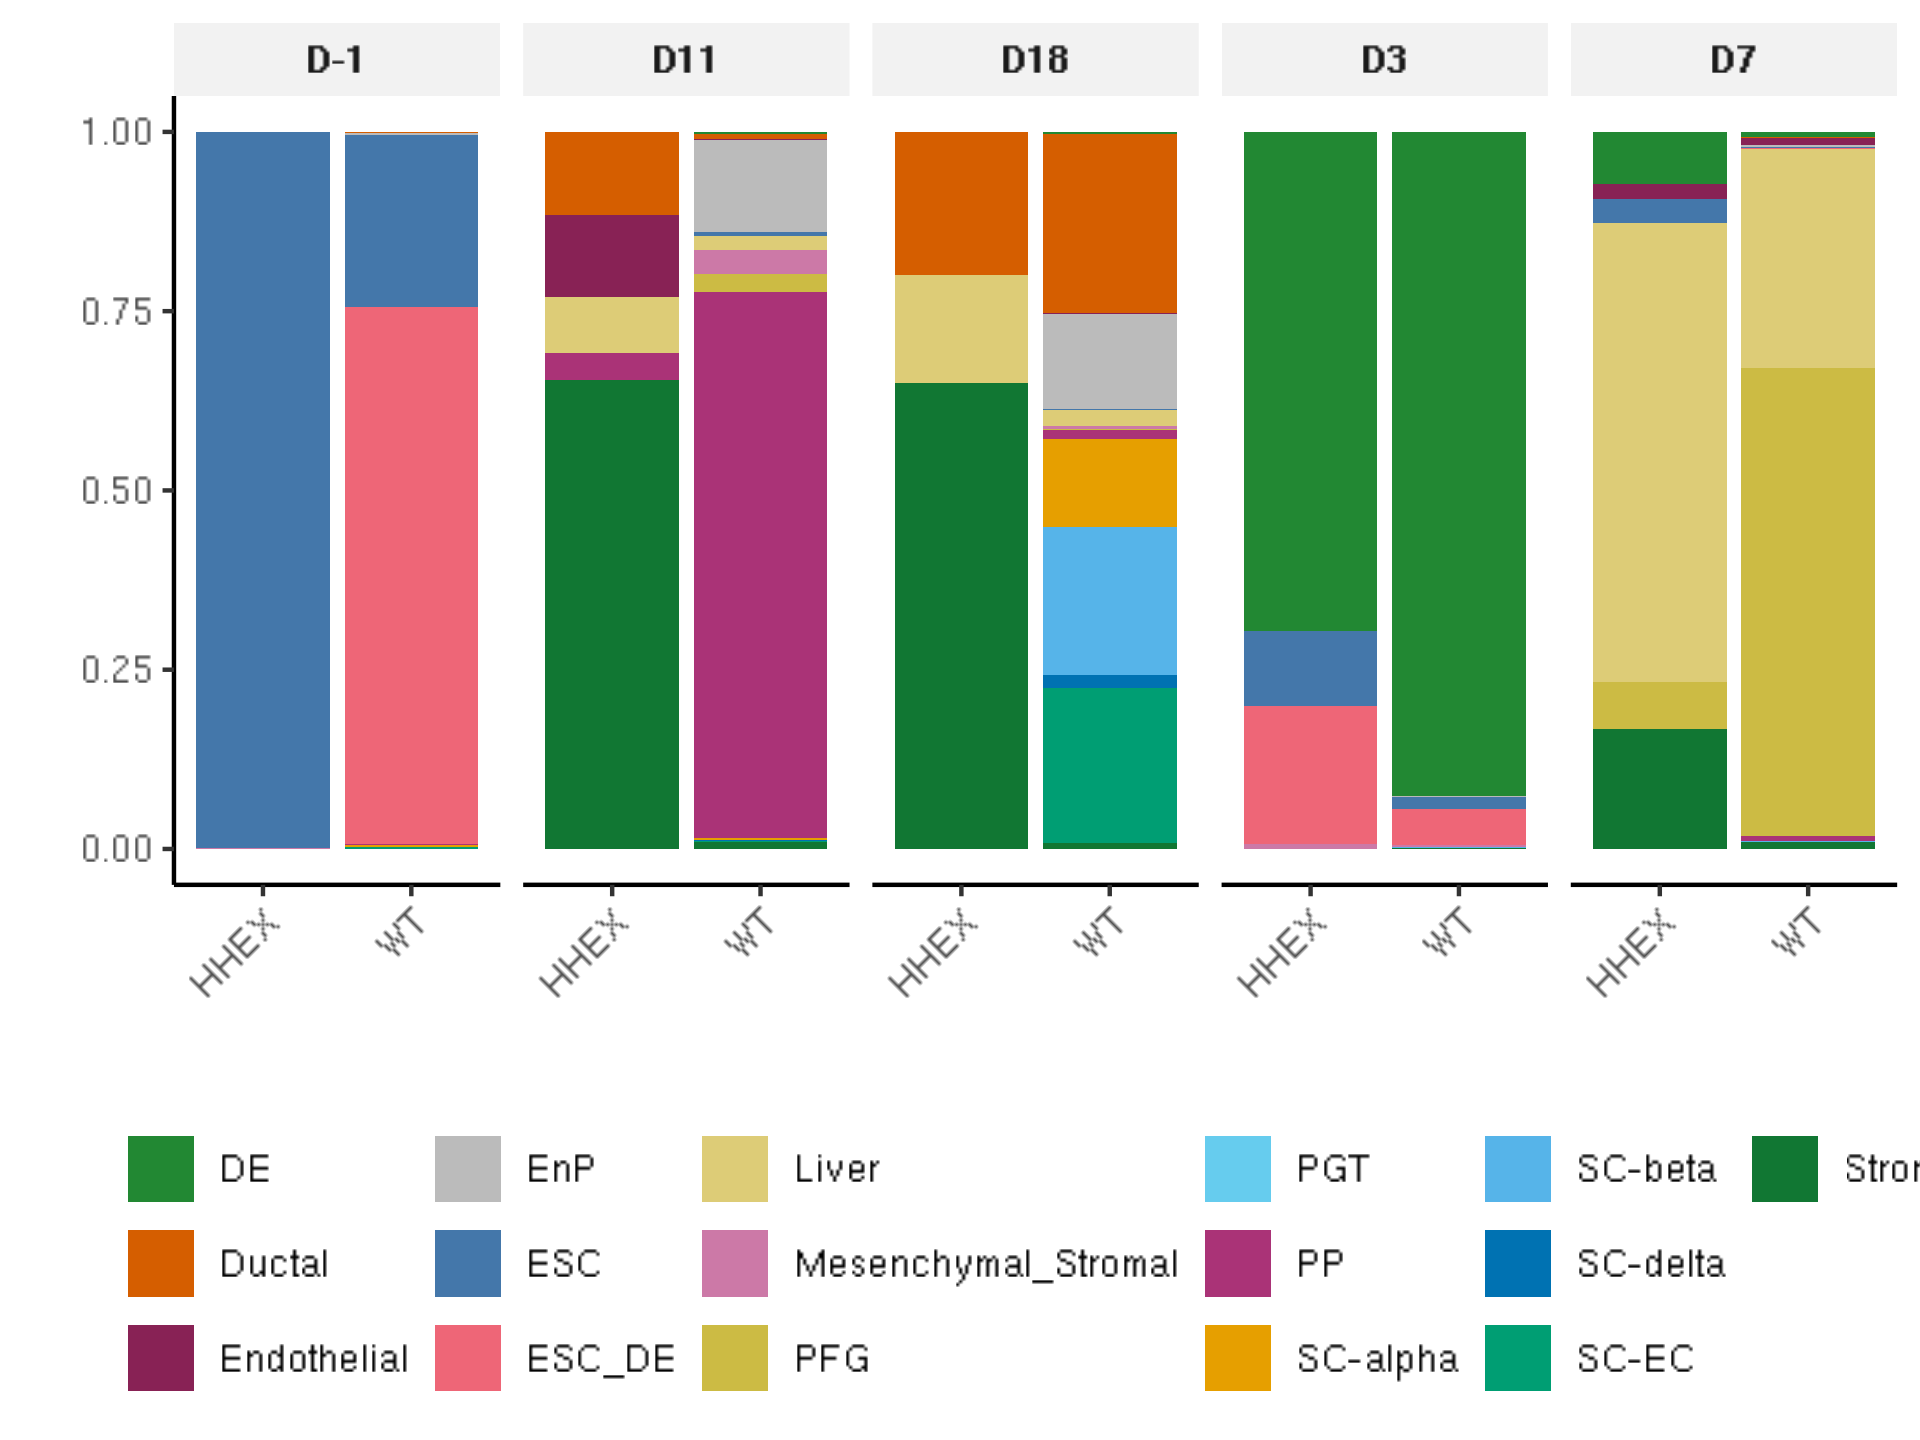 D-1 D11 D18 D3 D7
1.00
0.75
0.50
0.25
0.00
HHEX WT HHEX WT HHEX WT HHEX WT HHEX WT
DE EnP Liver PGT SC-beta
Ductal ESC Mesenchymal_Stromal PP SC-delta
Endothelial ESC_DE PFG SC-alpha SC-EC